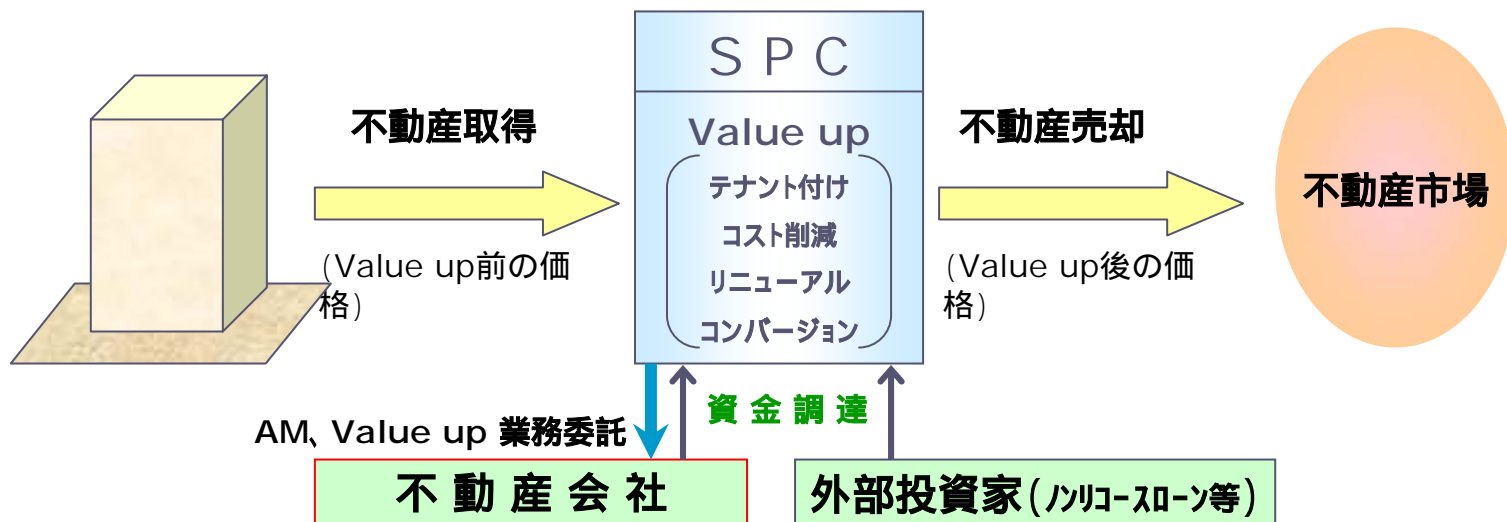 ＳＰＣ
不動産取得
Value up
不動産売却
テナント付け
コスト削減
リニューアル
コンバージョン
(Value up前の価
格)
(Value up後の価
格)
不動産市場
資金調達
AM、Value up 業務委託
不動産会社
外部投資家(ﾉﾝﾘｺｰｽﾛｰﾝ等)